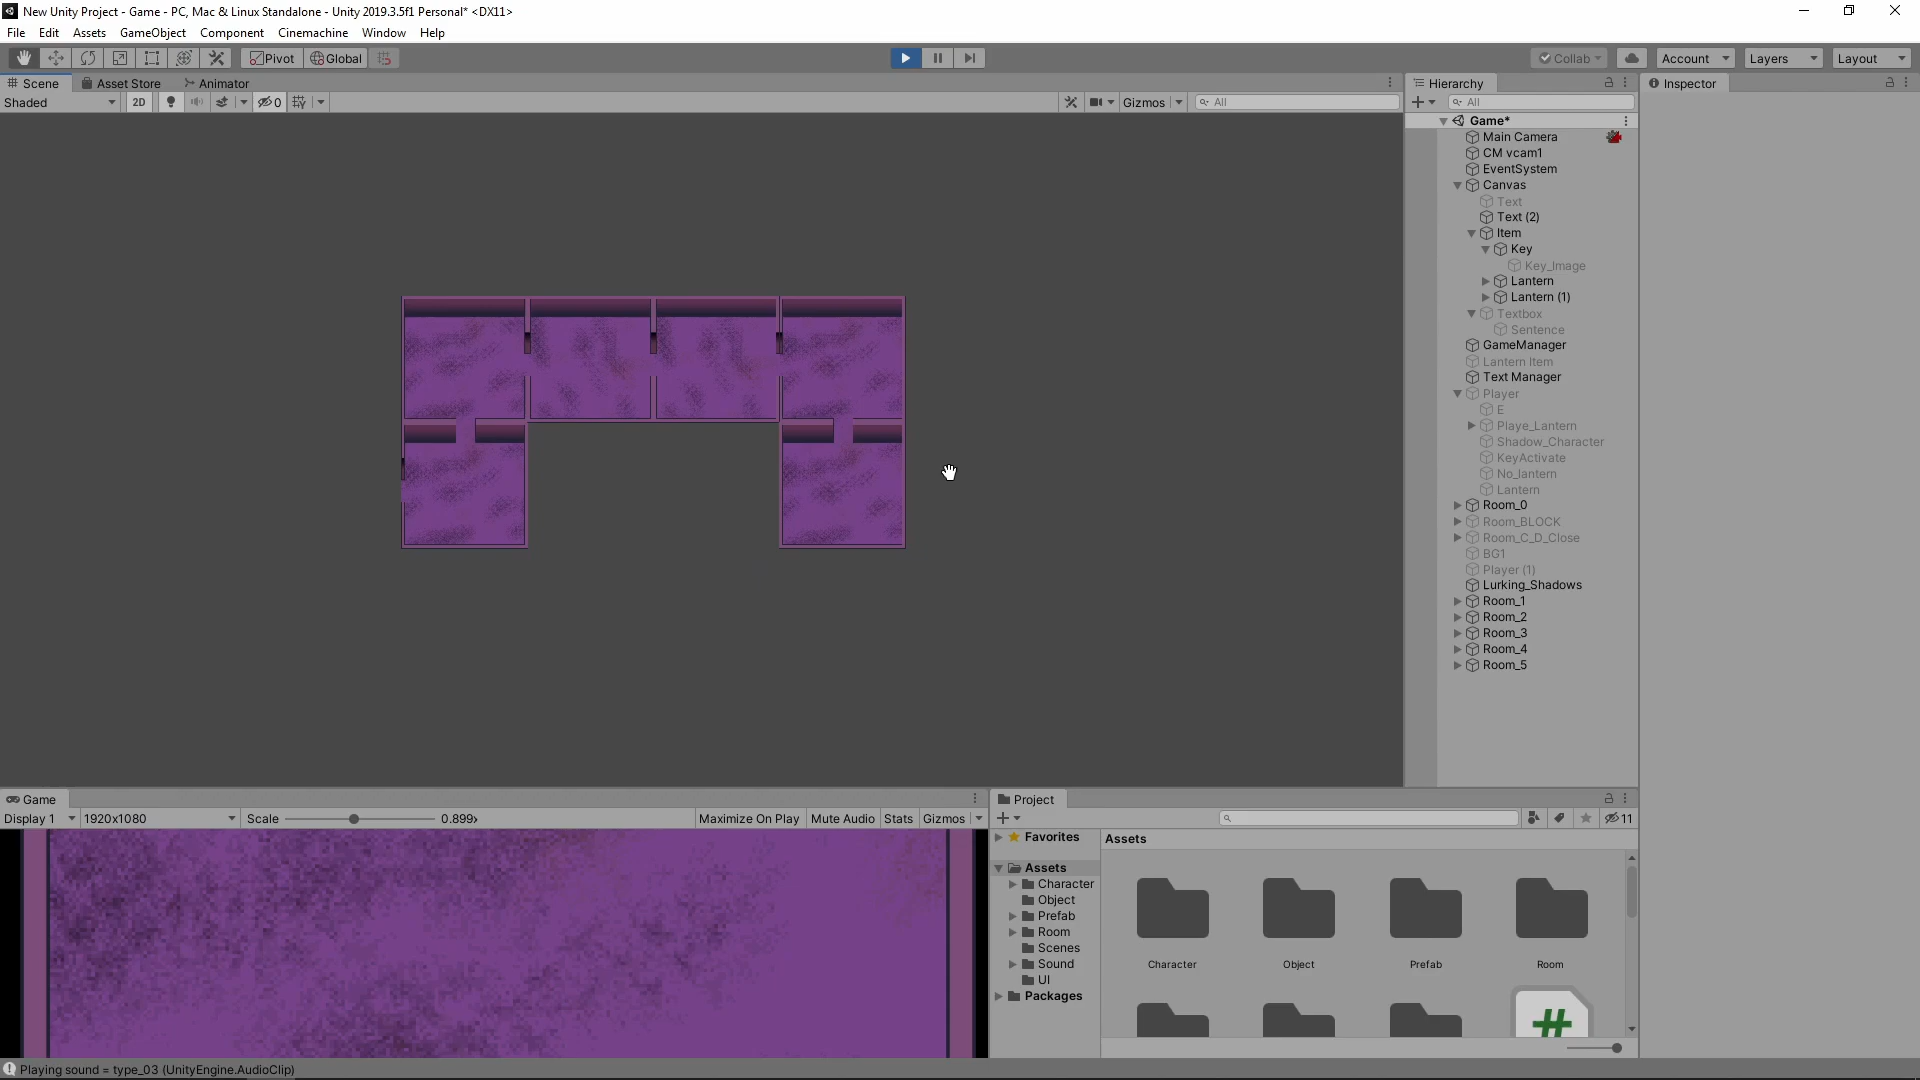 New Unity Project - Game - PC, Mac & Linux Standalone - Unity 2019.3.5f1 Personal* <DX11>
File Edit Assets GameObject Component Cinemachine Window Help
Pivot Global Collab Account Layers Layout
Scene Asset Store Animator
Shaded 2D 0 Gizmos All
Hierarchy
All
Game*
Main Camera
CM vcam1
EventSystem
Canvas
Text
Text (2)
Item
Key
Key_Image
Lantern
Lantern (1)
Textbox
Sentence
GameManager
Lantern Item
Text Manager
Player
E
Playe_Lantern
Shadow_Character
KeyActivate
No_lantern
Lantern
Room_0
Room_BLOCK
Room_C_D_Close
BG1
Player (1)
Lurking_Shadows
Room_1
Room_2
Room_3
Room_4
Room_5
Inspector
Game
Display 1 1920x1080 Scale 0.899x Maximize On Play Mute Audio Stats Gizmos
Project
11
Favorites
Assets
Character
Object
Prefab
Room
Scenes
Sound
UI
Packages
Assets
Character Object Prefab Room
#
Playing sound = type_03 (UnityEngine.AudioClip)